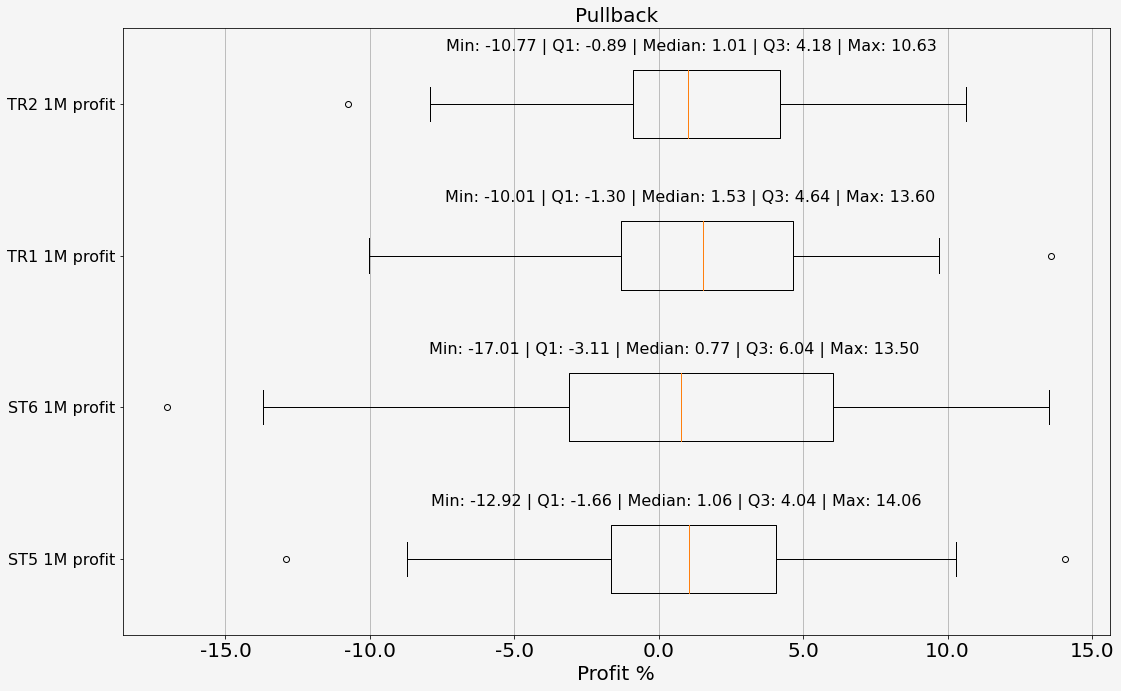 Pullback
Min: -10.77 | Q1: -0.89 | Median: 1.01 | Q3: 4.18 | Max: 10.63
TR2 1M profit
Min: -10.01 | Q1: -1.30 | Median: 1.53 | Q3: 4.64 | Max: 13.60
TR1 1M profit
Min: -17.01 | Q1: -3.11 | Median: 0.77 | Q3: 6.04 | Max: 13.50
ST6 1M profit
Min: -12.92 | Q1: -1.66 | Median: 1.06 | Q3: 4.04 | Max: 14.06
ST5 1M profit
-15.0 -10.0 -5.0 0.0 5.0 10.0 15.0
Profit %